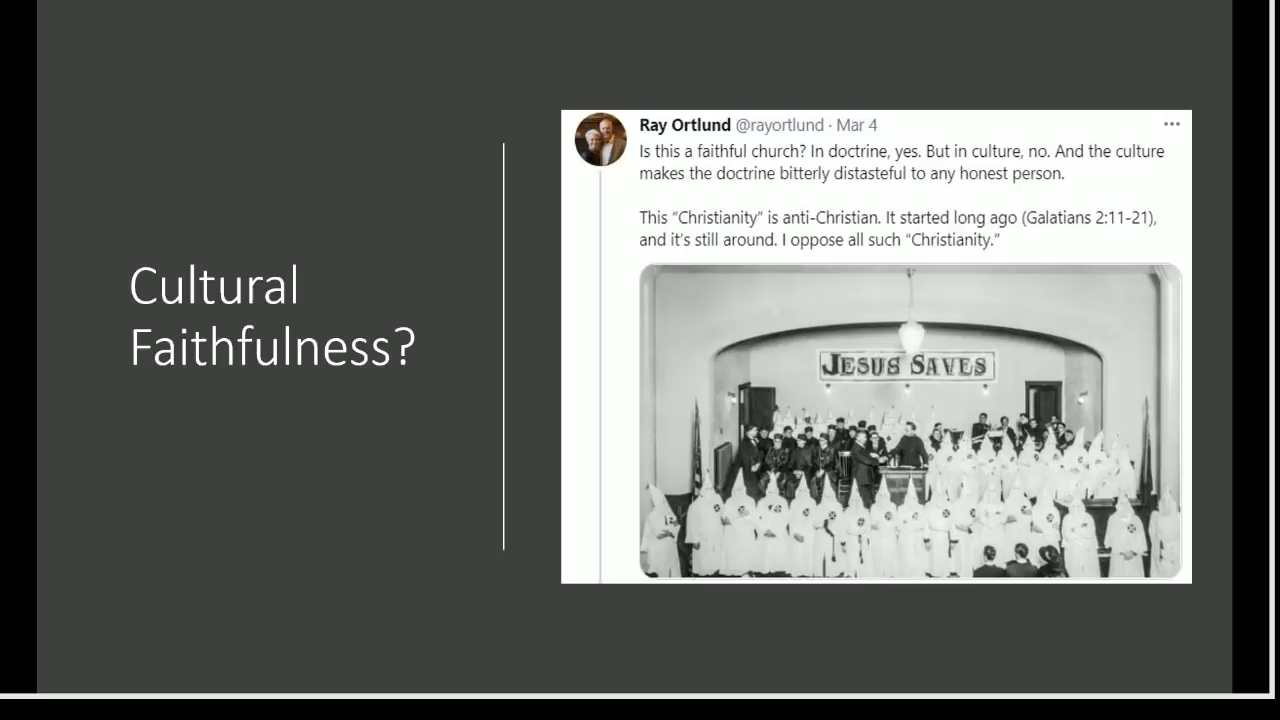 Cultural
Faithfulness?
Ray Ortlund @rayortlund · Mar 4
Is this a faithful church? In doctrine, yes. But in culture, no. And the culture
makes the doctrine bitterly distasteful to any honest person.
This “Christianity” is anti-Christian. It started long ago (Galatians 2:11-21),
and it’s still around. I oppose all such “Christianity.”
JESUS SAVES